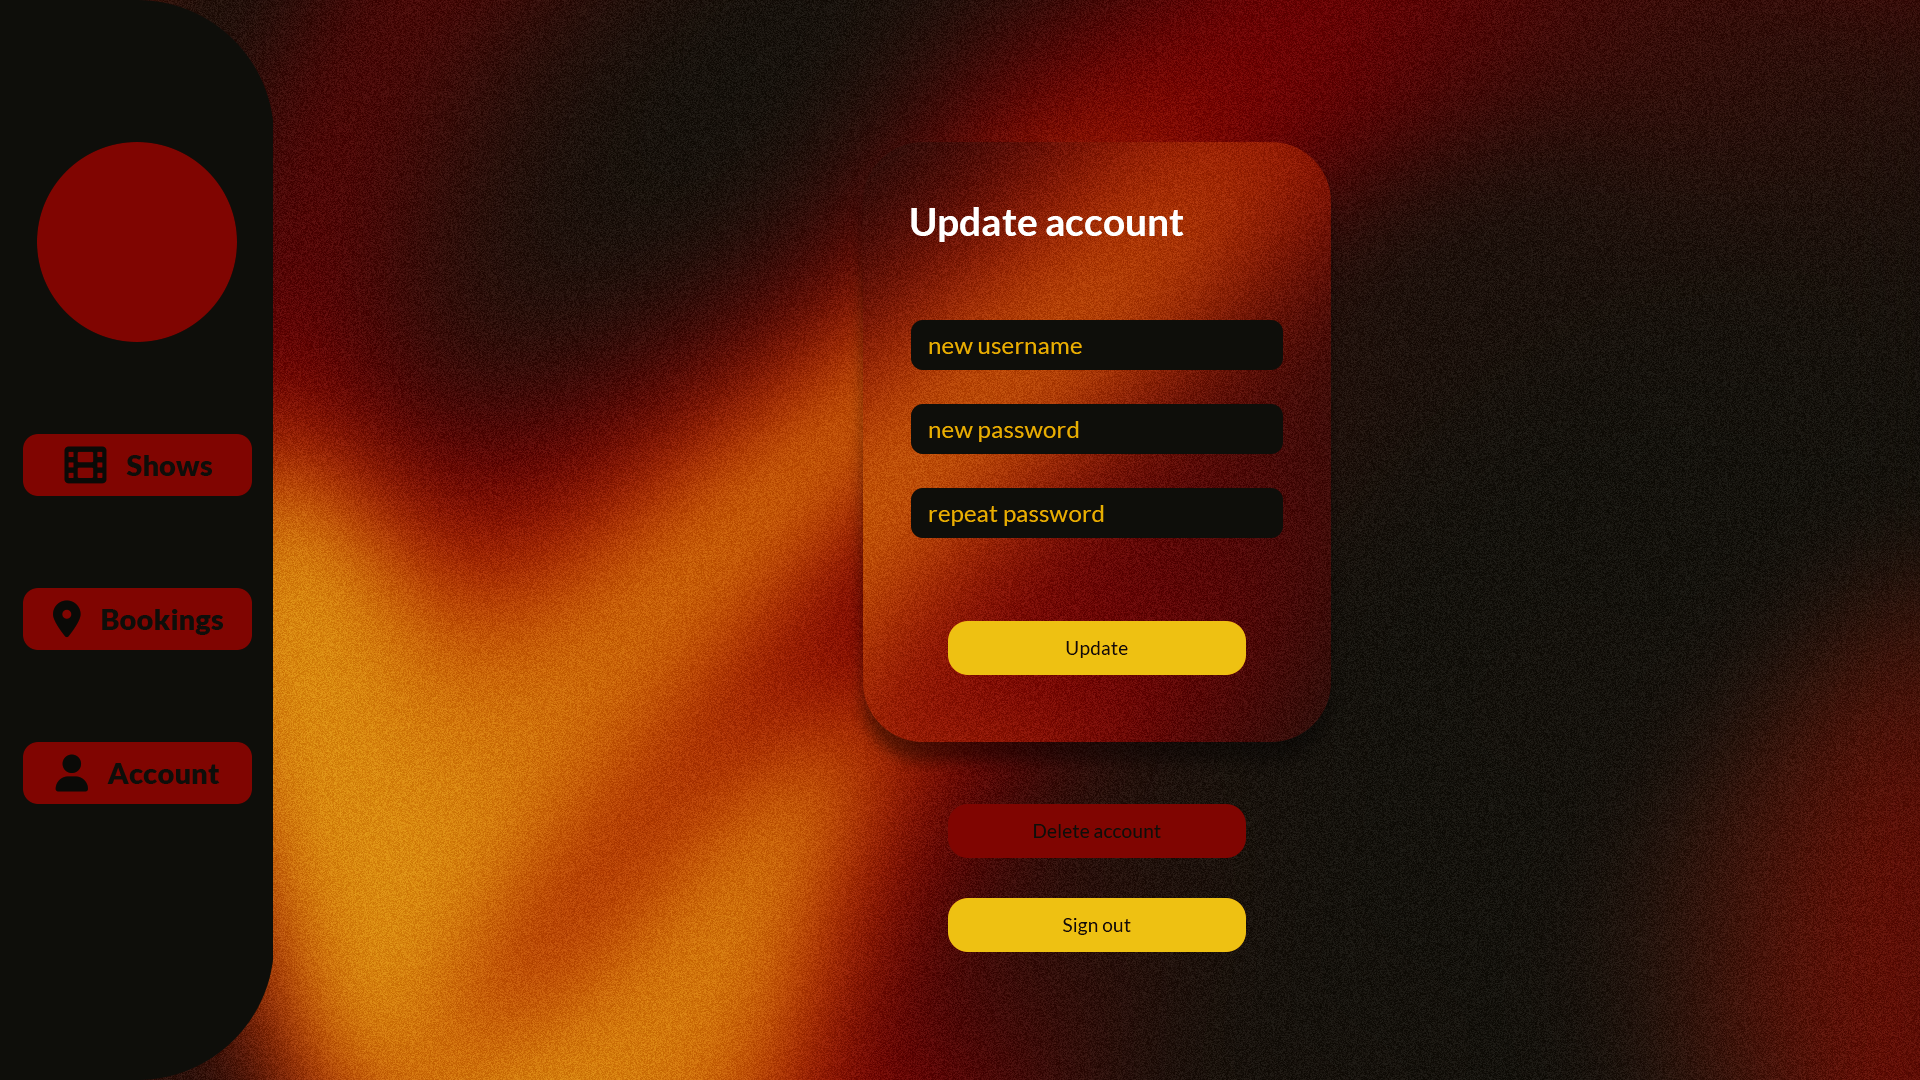 Shows
Bookings
Account
Update account
new username
new password
repeat password
Update
Delete account
Sign out